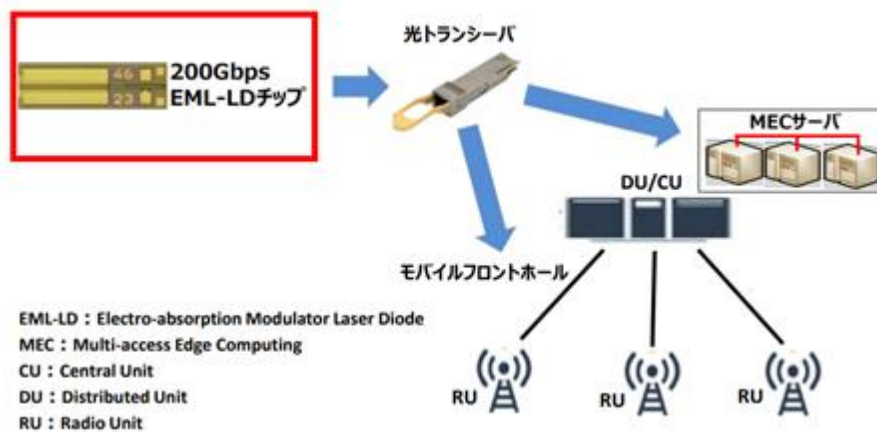 光トランシーバ
46
23
200Gbps
EML-LDチップ
MECサーバ
DU/CU
モバイルフロントホール
RU
RU
RU
EML-LD：Electro-absorption Modulator Laser Diode
MEC：Multi-access Edge Computing
CU：Central Unit
DU：Distributed Unit
RU：Radio Unit